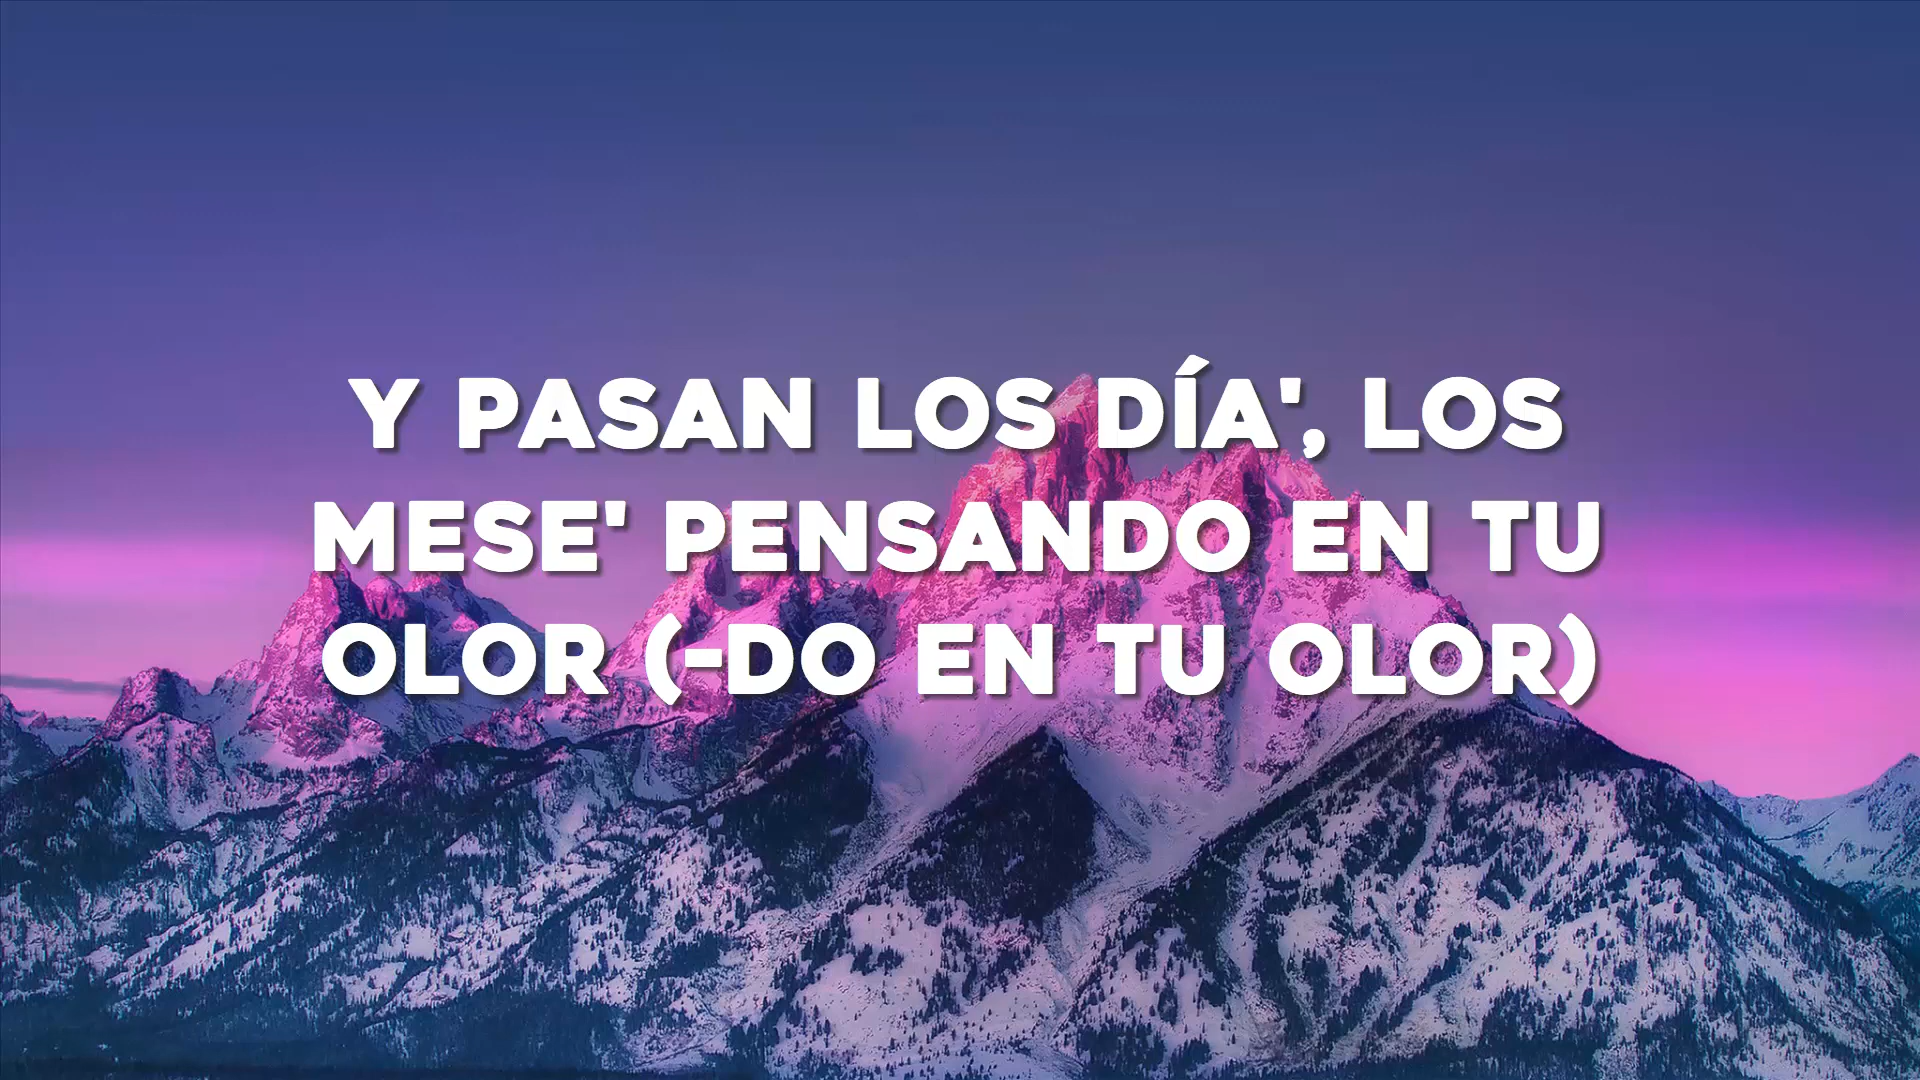 Y PASAN LOS DÍA', LOS
MESE' PENSANDO EN TU
OLOR (-DO EN TU OLOR)